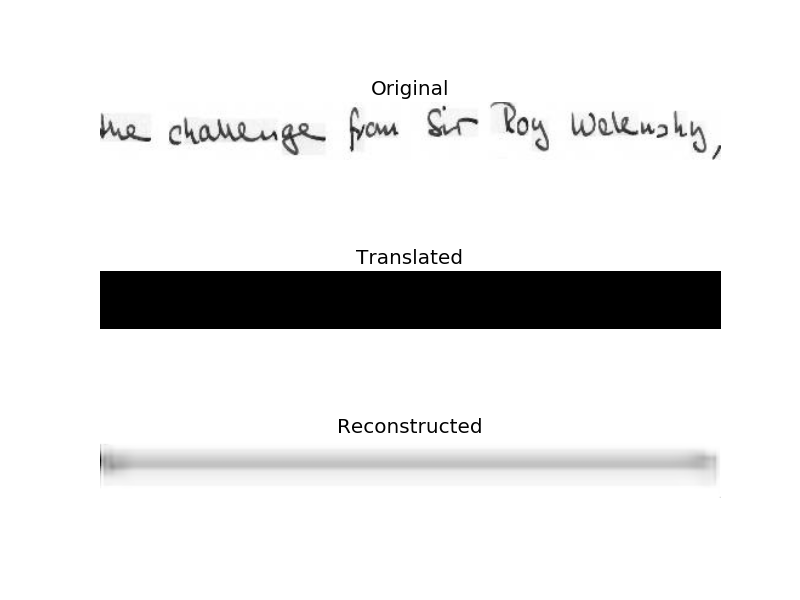 Original
the challenge from Sir Roy Welensky,
Translated
Reconstructed